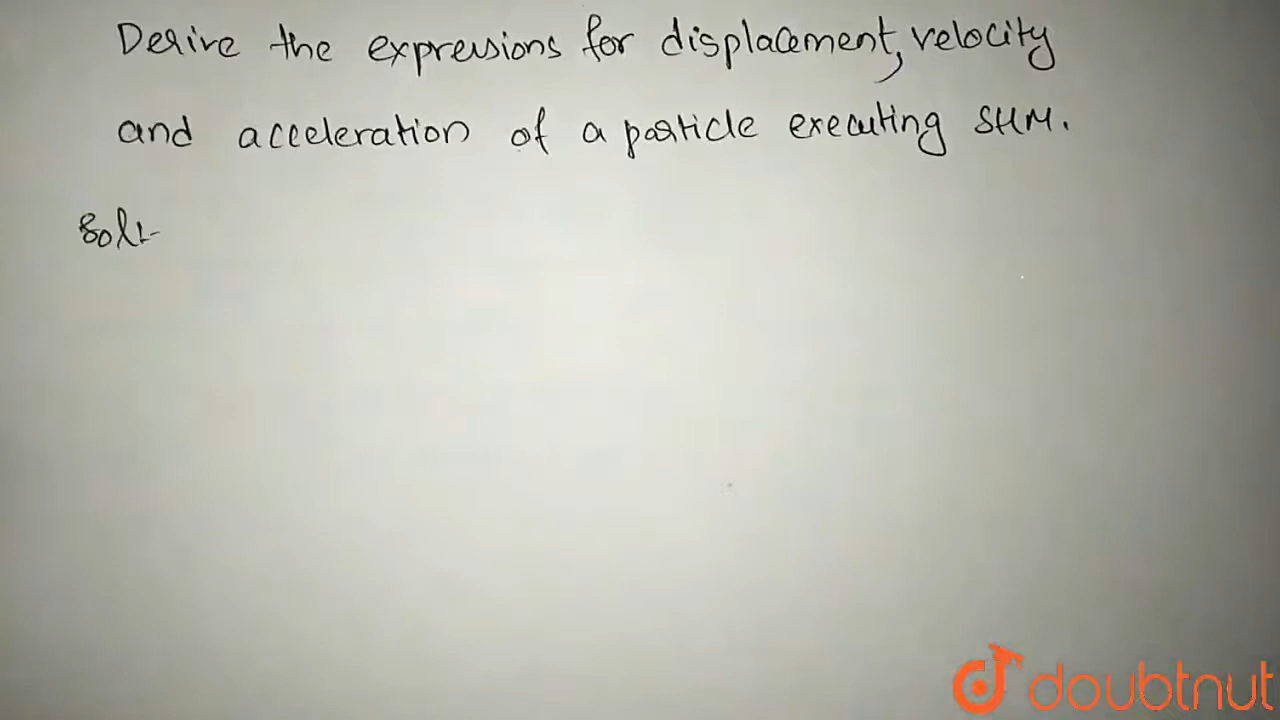 Derive the expressions for displacement, velocity
and acceleration of a particle executing SHM.
Sol:-
doubtnut